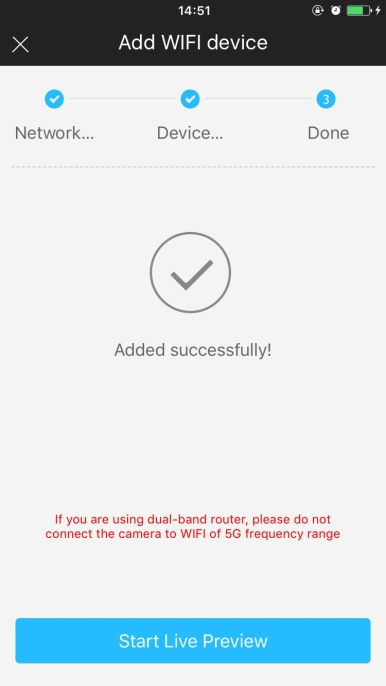 14:51
Add WIFI device
3
Network... Device... Done
Added successfully!
If you are using dual-band router, please do not
connect the camera to WIFI of 5G frequency range
Start Live Preview